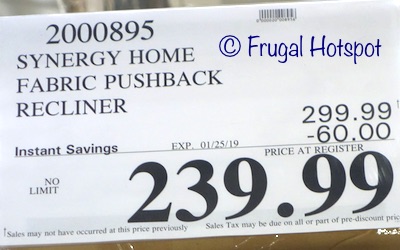 2000895
© Frugal Hotspot
SYNERGY HOME
FABRIC PUSHBACK
RECLINER
299.99
-60.00
Instant Savings
EXP. 01/25/19
PRICE AT REGISTER
NO
LIMIT
239.99
Sales may not have occurred at this price previously
Sales Tax may be due on all or part of pre-discount price